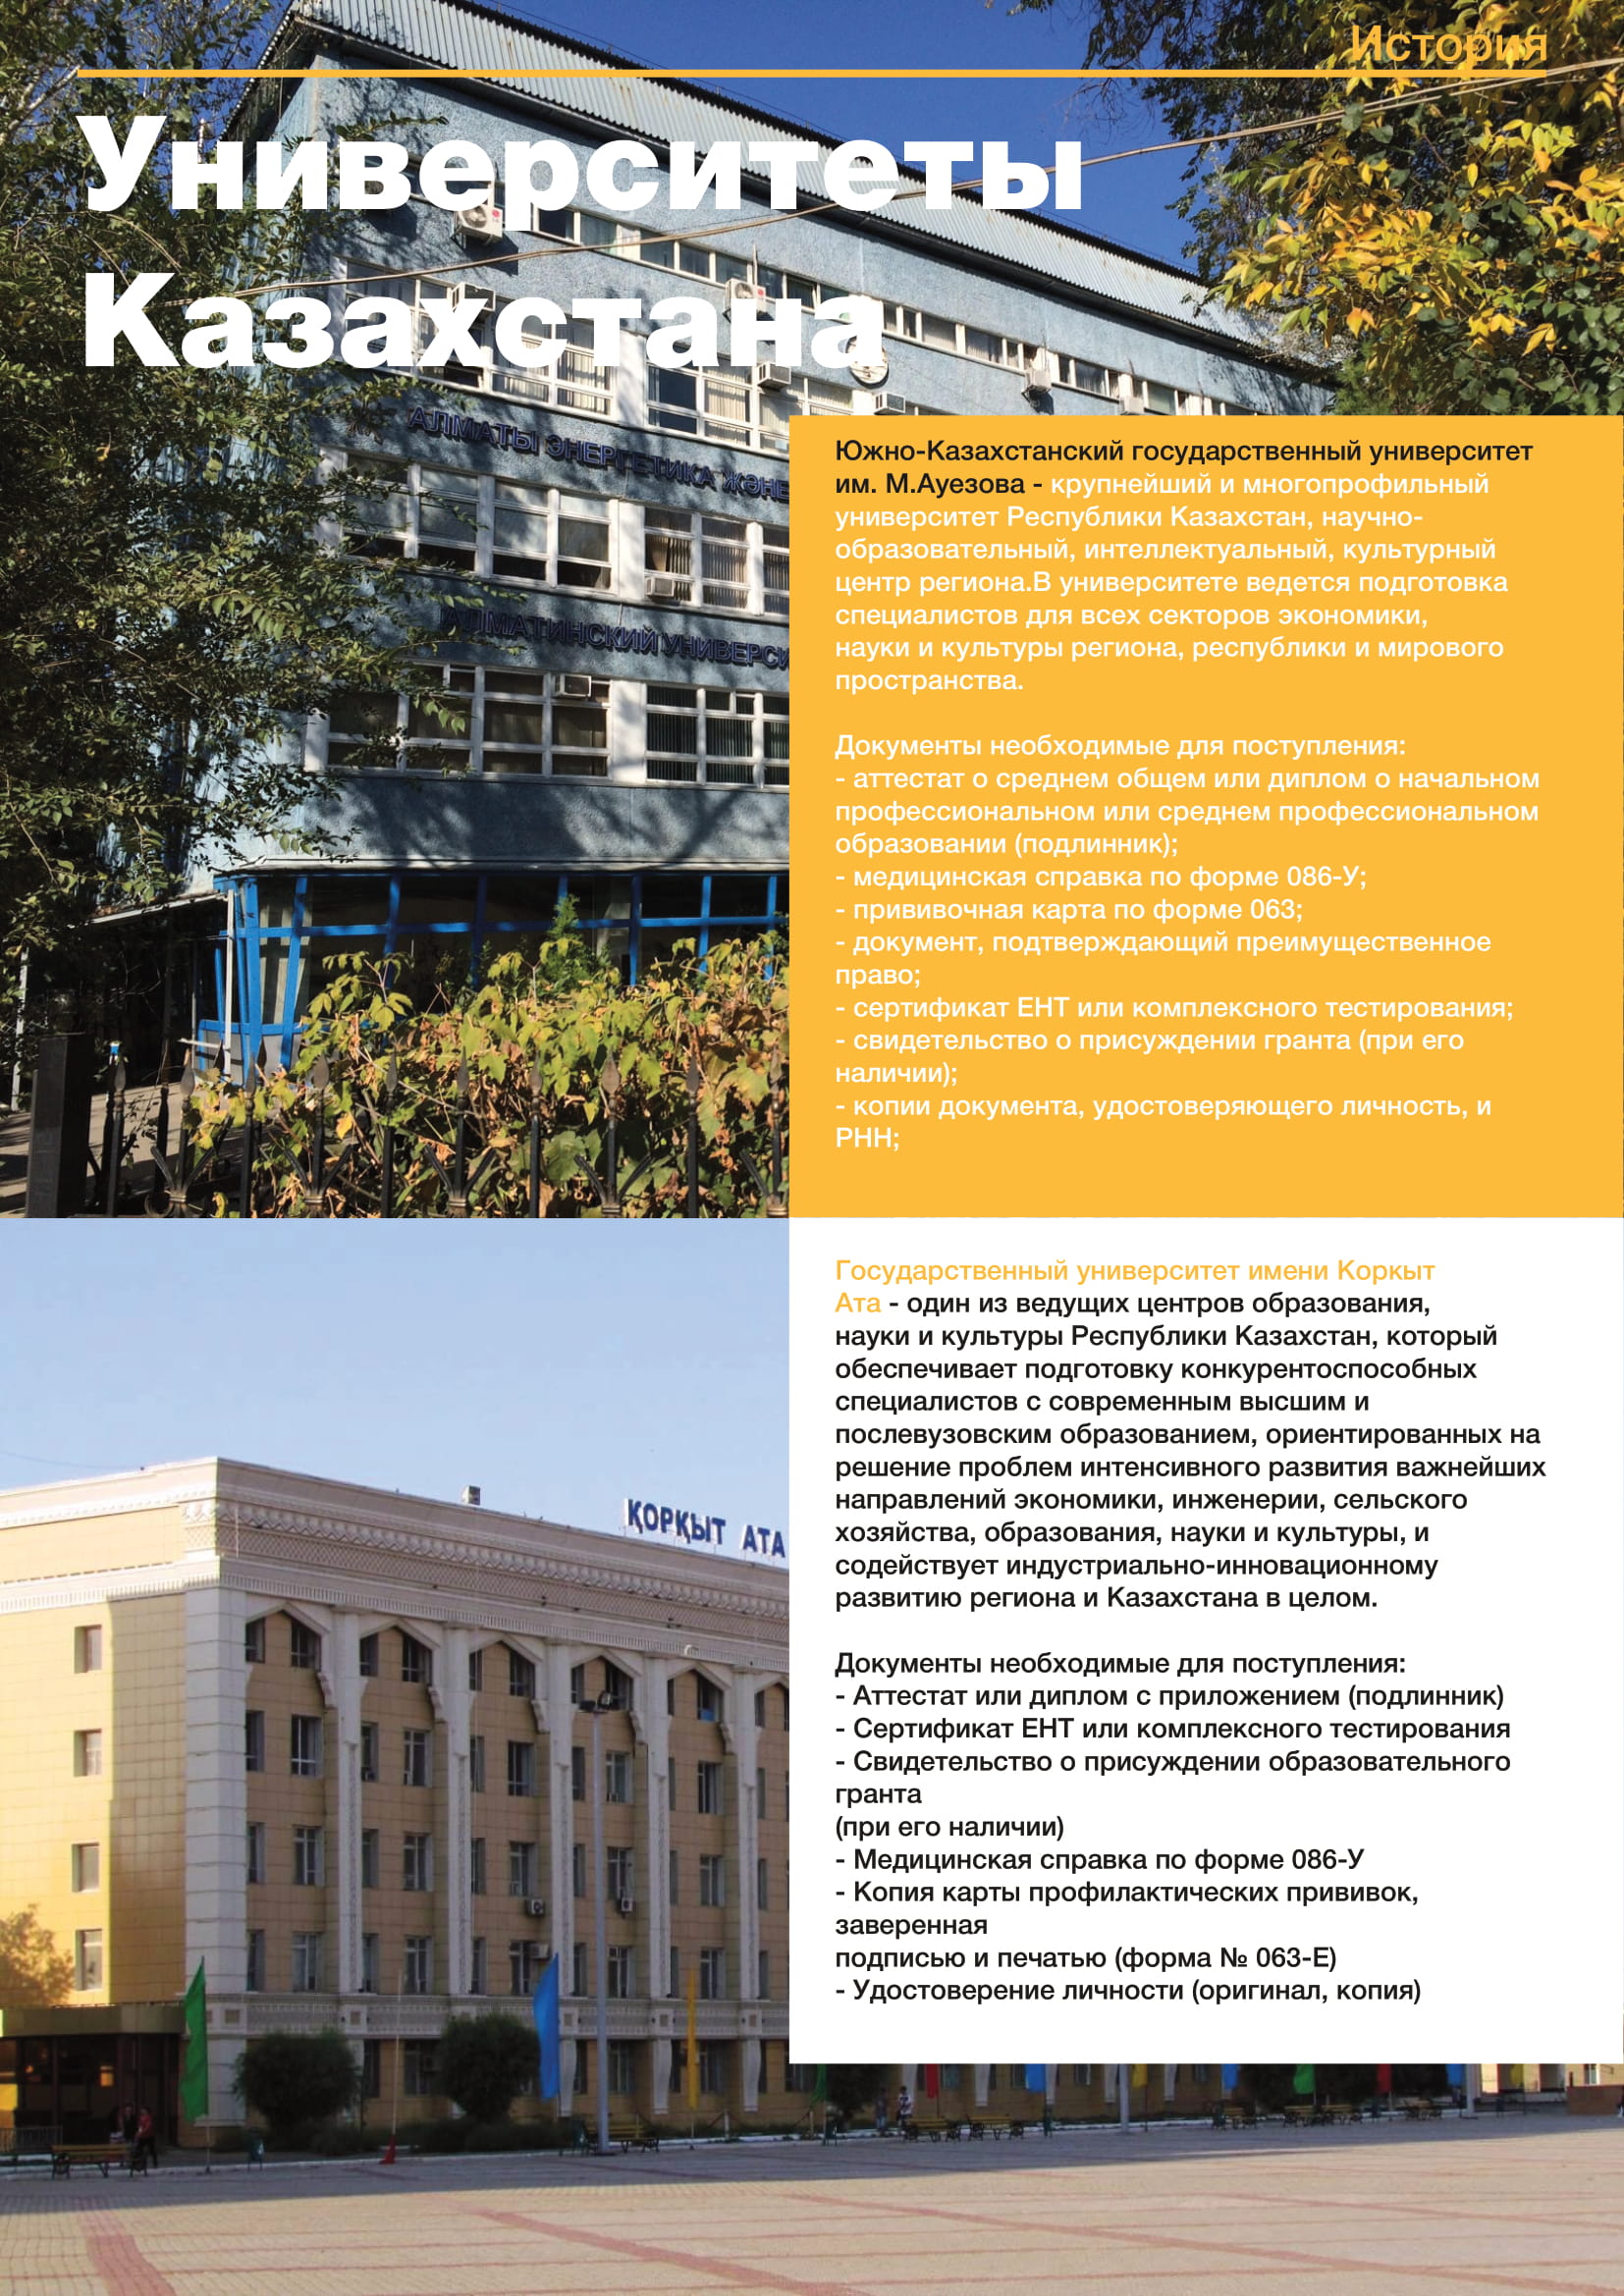 История
Университеты
Казахстана
АЛМАТЫ ЭНЕРГЕТИКА ЖӘНЕ
АЛМАТИНСКИЙ
Южно-Казахстанский государственный университет
им. М.Ауезова - крупнейший и многопрофильный
университет Республики Казахстан, научно-
образовательный, интеллектуальный, культурный
центр региона.В университете ведется подготовка
специалистов для всех секторов экономики,
науки и культуры региона, республики и мирового
пространства.
Документы необходимые для поступления:
- аттестат о среднем общем или диплом о начальном
профессиональном или среднем профессиональном
образовании (подлинник);
- медицинская справка по форме 086-У;
- прививочная карта по форме 063;
- документ, подтверждающий преимущественное
право;
- сертификат ЕНТ или комплексного тестирования;
- свидетельство о присуждении гранта (при его
наличии);
- копии документа, удостоверяющего личность, и
РНН;
Государственный университет имени Коркыт
Ата - один из ведущих центров образования,
науки и культуры Республики Казахстан, который
обеспечивает подготовку конкурентоспособных
специалистов с современным высшим и
послевузовским образованием, ориентированных на
решение проблем интенсивного развития важнейших
направлений экономики, инженерии, сельского
хозяйства, образования, науки и культуры, и
содействует индустриально-инновационному
развитию региона и Казахстана в целом.
Документы необходимые для поступления:
- Аттестат или диплом с приложением (подлинник)
- Сертификат ЕНТ или комплексного тестирования
- Свидетельство о присуждении образовательного
гранта
(при его наличии)
- Медицинская справка по форме 086-У
- Копия карты профилактических прививок,
заверенная
подписью и печатью (форма № 063-Е)
- Удостоверение личности (оригинал, копия)
ҚОРҚЫТ АТА